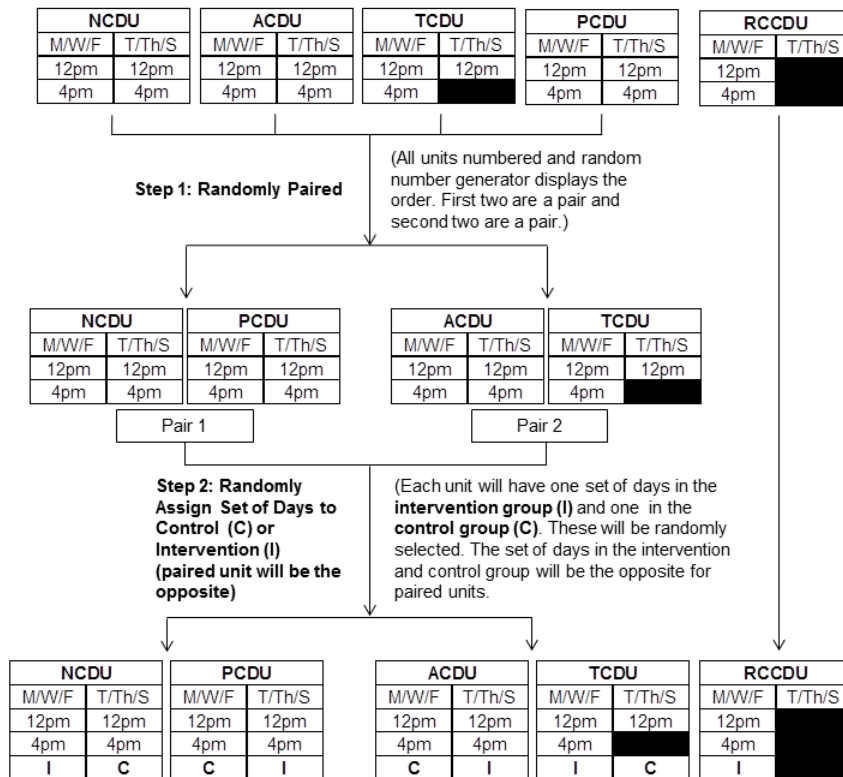 NCDU ACDU TCDU PCDU RCCDU
M/W/F T/Th/S M/W/F T/Th/S M/W/F T/Th/S M/W/F T/Th/S M/W/F T/Th/S
12pm 12pm 12pm 12pm 12pm 12pm 12pm 12pm 12pm
4pm 4pm 4pm 4pm 4pm 4pm 4pm 4pm
Step 1: Randomly Paired
(All units numbered and random
number generator displays the
order. First two are a pair and
second two are a pair.)
NCDU PCDU ACDU TCDU
M/W/F T/Th/S M/W/F T/Th/S M/W/F T/Th/S M/W/F T/Th/S
12pm 12pm 12pm 12pm 12pm 12pm 12pm 12pm
4pm 4pm 4pm 4pm 4pm 4pm 4pm
Pair 1 Pair 2
Step 2: Randomly
Assign Set of Days to
Control (C) or
Intervention (I)
(paired unit will be the
opposite)
(Each unit will have one set of days in the
intervention group (I) and one in the
control group (C). These will be randomly
selected. The set of days in the intervention
and control group will be the opposite for
paired units.
NCDU PCDU ACDU TCDU RCCDU
M/W/F T/Th/S M/W/F T/Th/S M/W/F T/Th/S M/W/F T/Th/S M/W/F T/Th/S
12pm 12pm 12pm 12pm 12pm 12pm 12pm 12pm 12pm
4pm 4pm 4pm 4pm 4pm 4pm 4pm 4pm
I C C I C I I C I